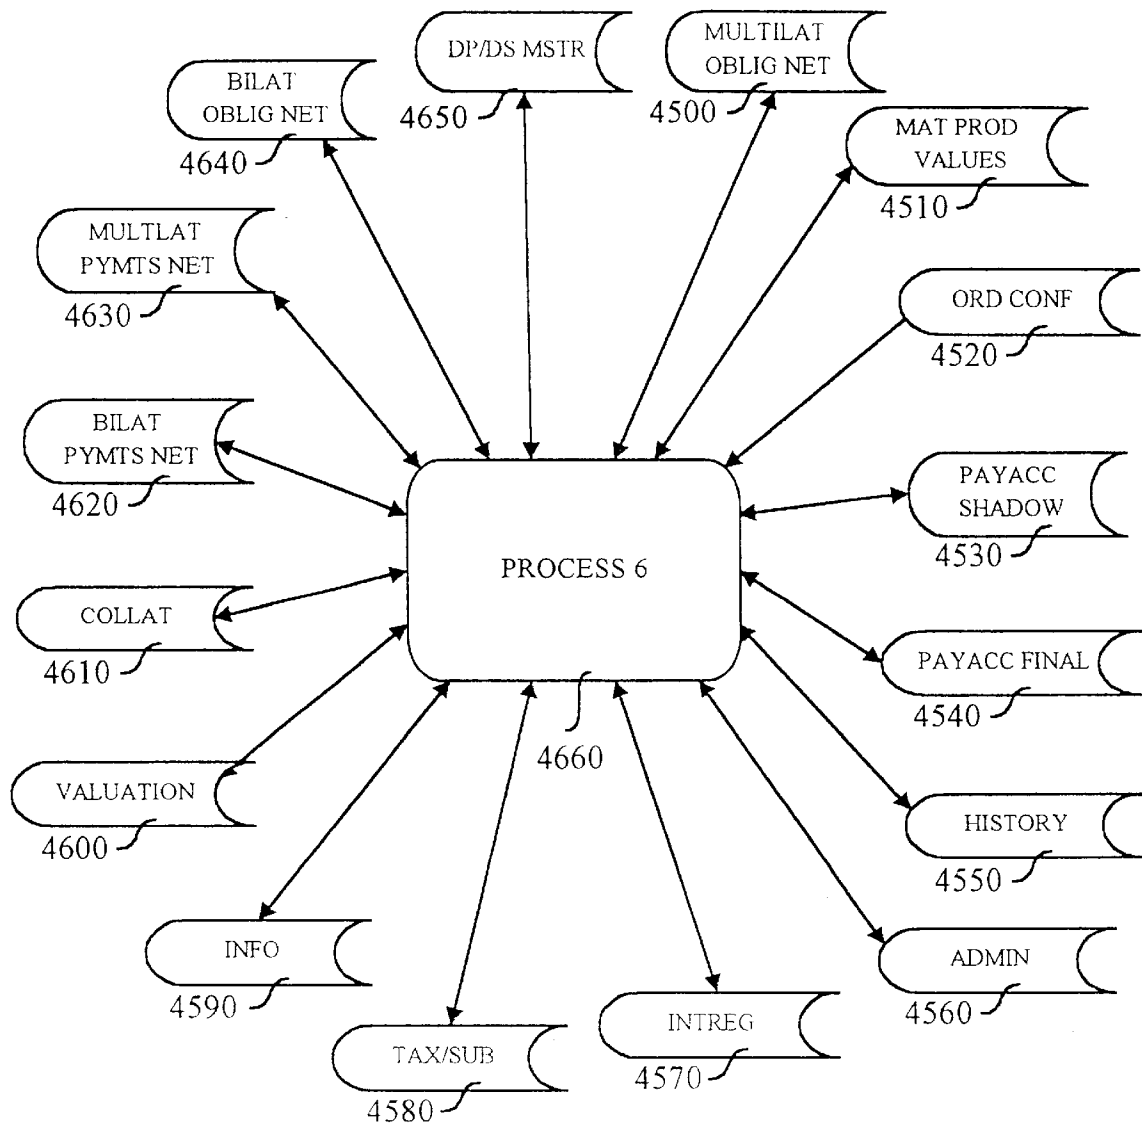 DP/DS MSTR
4650
MULTILAT
OBLIG NET
4500
BILAT
OBLIG NET
4640
MAT PROD
VALUES
4510
MULTLAT
PYMTS NET
4630
ORD CONF
4520
BILAT
PYMTS NET
4620
PAYACC
SHADOW
4530
PROCESS 6
4660
COLLAT
4610
PAYACC FINAL
4540
VALUATION
4600
HISTORY
4550
INFO
4590
ADMIN
4560
TAX/SUB
4580
INTREG
4570